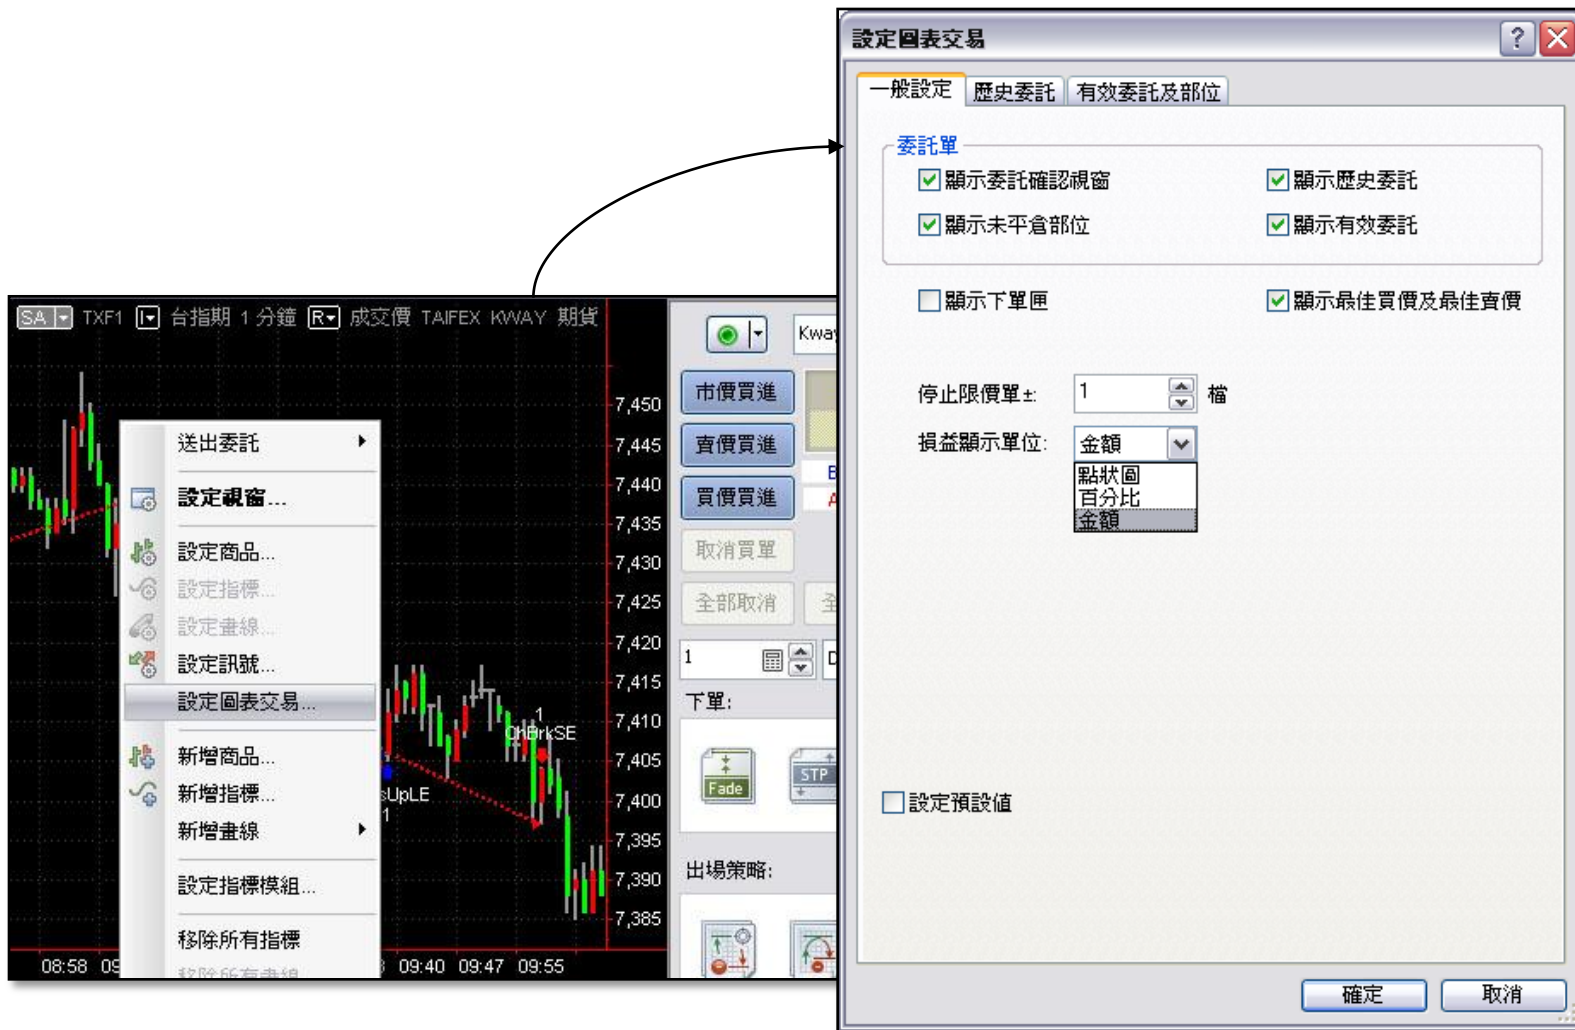 設定圖表交易
一般設定 歷史委託 有效委託及部位
委託單
顯示委託確認視窗 顯示歷史委託
顯示未平倉部位 顯示有效委託
顯示下單匣 顯示最佳買價及最佳賣價
停止限價單±: 1 檔
損益顯示單位: 金額
點狀圖
百分比
金額
設定預設值
確定 取消
SA TXF1 I 台指期 1 分鐘 R 成交價 TAIFEX KWAY 期貨
7,450
7,445
7,440
7,435
7,430
7,425
7,420
7,415
7,410
7,405
7,400
7,395
7,390
7,385
1
ChBrkSE
sUpLE
1
08:58 09:40 09:47 09:55
送出委託
設定視窗...
設定商品...
設定指標...
設定畫線...
設定訊號...
設定圖表交易...
新增商品...
新增指標...
新增畫線
設定指標模組...
移除所有指標
移除所有畫線
Kway
市價買進
賣價買進
買價買進
取消買單
全部取消 全
B
A
1 D
下單:
Fade STP
出場策略: